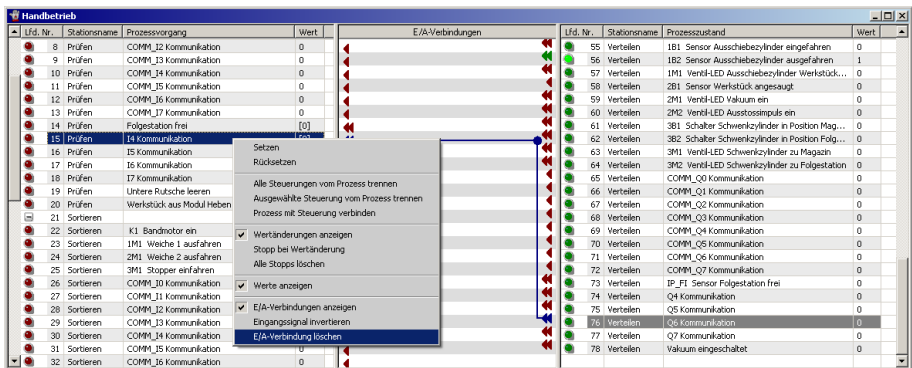 Handbetrieb
Lfd. Nr. Stationsname Prozessvorgang Wert
8 Prüfen COMM_I2 Kommunikation 0
9 Prüfen COMM_I3 Kommunikation 0
10 Prüfen COMM_I4 Kommunikation 0
11 Prüfen COMM_I5 Kommunikation 0
12 Prüfen COMM_I6 Kommunikation 0
13 Prüfen COMM_I7 Kommunikation 0
14 Prüfen Folgestation frei [0]
15 Prüfen I4 Kommunikation [0]
16 Prüfen I5 Kommunikation
17 Prüfen I6 Kommunikation
18 Prüfen I7 Kommunikation
19 Prüfen Untere Rutsche leeren
20 Prüfen Werkstück aus Modul Heben
21 Sortieren
22 Sortieren K1 Bandmotor ein
23 Sortieren 1M1 Weiche 1 ausfahren
24 Sortieren 2M1 Weiche 2 ausfahren
25 Sortieren 3M1 Stopper einfahren
26 Sortieren COMM_I0 Kommunikation
27 Sortieren COMM_I1 Kommunikation
28 Sortieren COMM_I2 Kommunikation
29 Sortieren COMM_I3 Kommunikation
30 Sortieren COMM_I4 Kommunikation
31 Sortieren COMM_I5 Kommunikation 0
32 Sortieren COMM_I6 Kommunikation 0
E/A-Verbindungen
Setzen
Rücksetzen
Alle Steuerungen vom Prozess trennen
Ausgewählte Steuerung vom Prozess trennen
Prozess mit Steuerung verbinden
Wertänderungen anzeigen
Stopp bei Wertänderung
Alle Stopps löschen
Werte anzeigen
E/A-Verbindungen anzeigen
Eingangssignal invertieren
E/A-Verbindung löschen
Lfd. Nr. Stationsname Prozesszustand Wert
55 Verteilen 1B1 Sensor Ausschiebezylinder eingefahren 0
56 Verteilen 1B2 Sensor Ausschiebezylinder ausgefahren 1
57 Verteilen 1M1 Ventil-LED Ausschiebezylinder Werkstück... 0
58 Verteilen 2B1 Sensor Werkstück angesaugt 0
59 Verteilen 2M1 Ventil-LED Vakuum ein 0
60 Verteilen 2M2 Ventil-LED Ausstossimpuls ein 0
61 Verteilen 3B1 Schalter Schwenkzylinder in Position Mag... 0
62 Verteilen 3B2 Schalter Schwenkzylinder in Position Folg... 0
63 Verteilen 3M1 Ventil-LED Schwenkzylinder zu Magazin 0
64 Verteilen 3M2 Ventil-LED Schwenkzylinder zu Folgestation 0
65 Verteilen COMM_Q0 Kommunikation 0
66 Verteilen COMM_Q1 Kommunikation 0
67 Verteilen COMM_Q2 Kommunikation 0
68 Verteilen COMM_Q3 Kommunikation 0
69 Verteilen COMM_Q4 Kommunikation 0
70 Verteilen COMM_Q5 Kommunikation 0
71 Verteilen COMM_Q6 Kommunikation 0
72 Verteilen COMM_Q7 Kommunikation 0
73 Verteilen IP_FI Sensor Folgestation frei 0
74 Verteilen Q4 Kommunikation 0
75 Verteilen Q5 Kommunikation 0
76 Verteilen Q6 Kommunikation 0
77 Verteilen Q7 Kommunikation 0
78 Verteilen Vakuum eingeschaltet 0